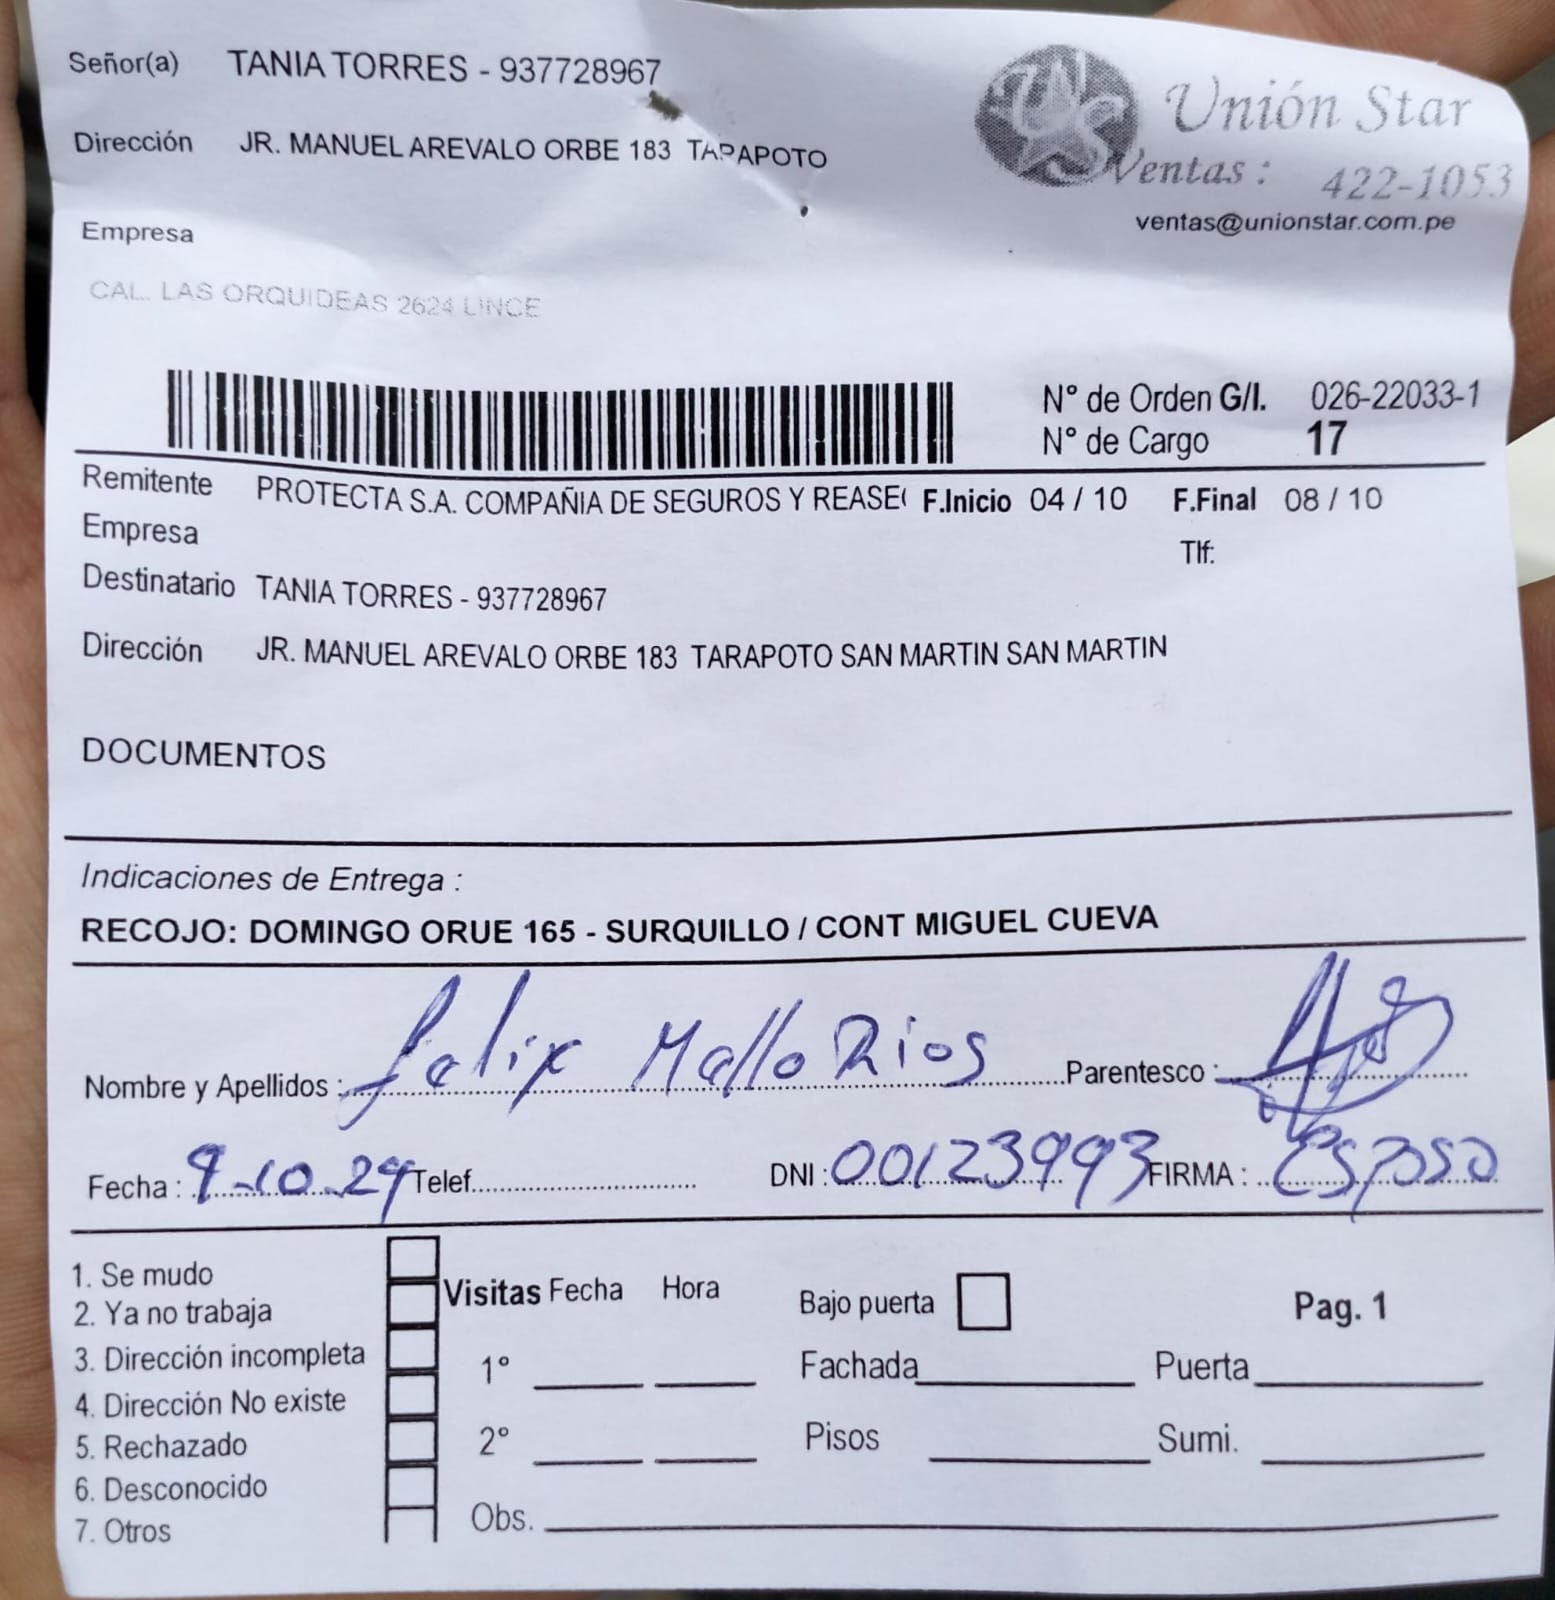 Señor(a) TANIA TORRES - 937728967
Dirección JR. MANUEL AREVALO ORBE 183 TARAPOTO
Unión Star
Ventas : 422-1053
ventas@unionstar.com.pe
Empresa
CAL. LAS ORQUIDEAS 2624 LINCE
N° de Orden G/I. 026-22033-1
N° de Cargo 17
Remitente PROTECTA S.A. COMPAÑIA DE SEGUROS Y REASE( F.Inicio 04 / 10 F.Final 08 / 10
Empresa
Tlf:
Destinatario TANIA TORRES - 937728967
Dirección JR. MANUEL AREVALO ORBE 183 TARAPOTO SAN MARTIN SAN MARTIN
DOCUMENTOS
Indicaciones de Entrega :
RECOJO: DOMINGO ORUE 165 - SURQUILLO / CONT MIGUEL CUEVA
Nombre y Apellidos : Felix Mallo Rios Parentesco :
Fecha : 9-10-24 Telef. DNI : 00123993 FIRMA : Esposo
1. Se mudo
2. Ya no trabaja
3. Dirección incompleta
4. Dirección No existe
5. Rechazado
6. Desconocido
7. Otros
Visitas Fecha Hora
1°
2°
Obs.
Bajo puerta
Pag. 1
Fachada Puerta
Pisos Sumi.